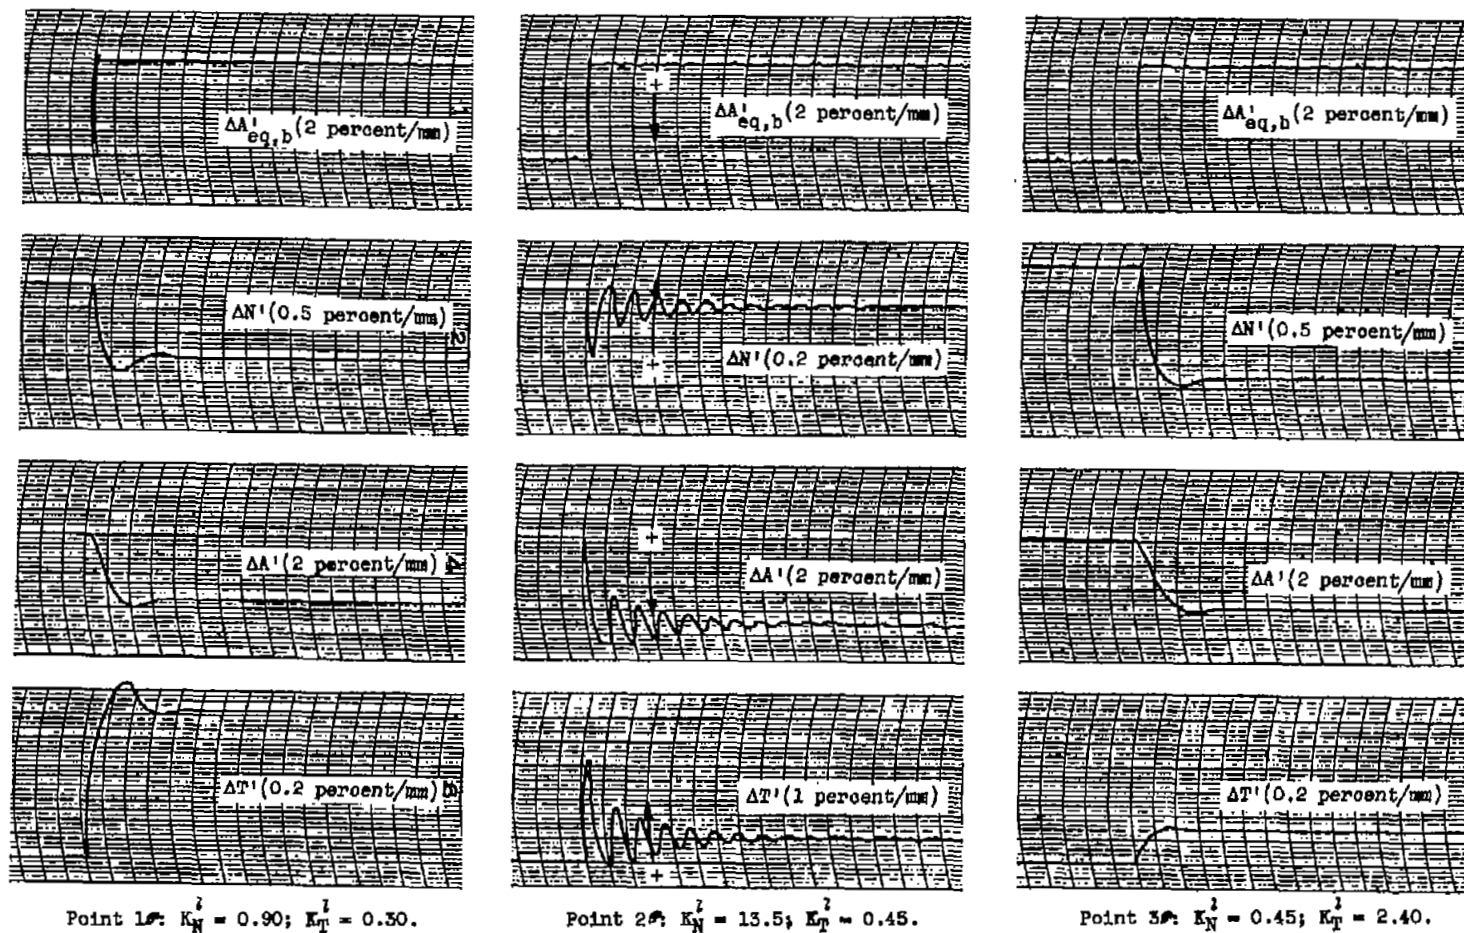 ΔA'eq,b(2 percent/mm)
ΔA'eq,b(2 percent/mm)
ΔA'eq,b(2 percent/mm)
ΔN'(0.5 percent/mm)
2
ΔN'(0.2 percent/mm)
ΔN'(0.5 percent/mm)
ΔA'(2 percent/mm)
4
ΔA'(2 percent/mm)
ΔA'(2 percent/mm)
ΔT'(0.2 percent/mm)
ΔT'(1 percent/mm)
ΔT'(0.2 percent/mm)
Point 1: K'N = 0.90; K'T = 0.30.
Point 2: K'N = 13.5; K'T = 0.45.
Point 3: K'N = 0.45; K'T = 2.40.